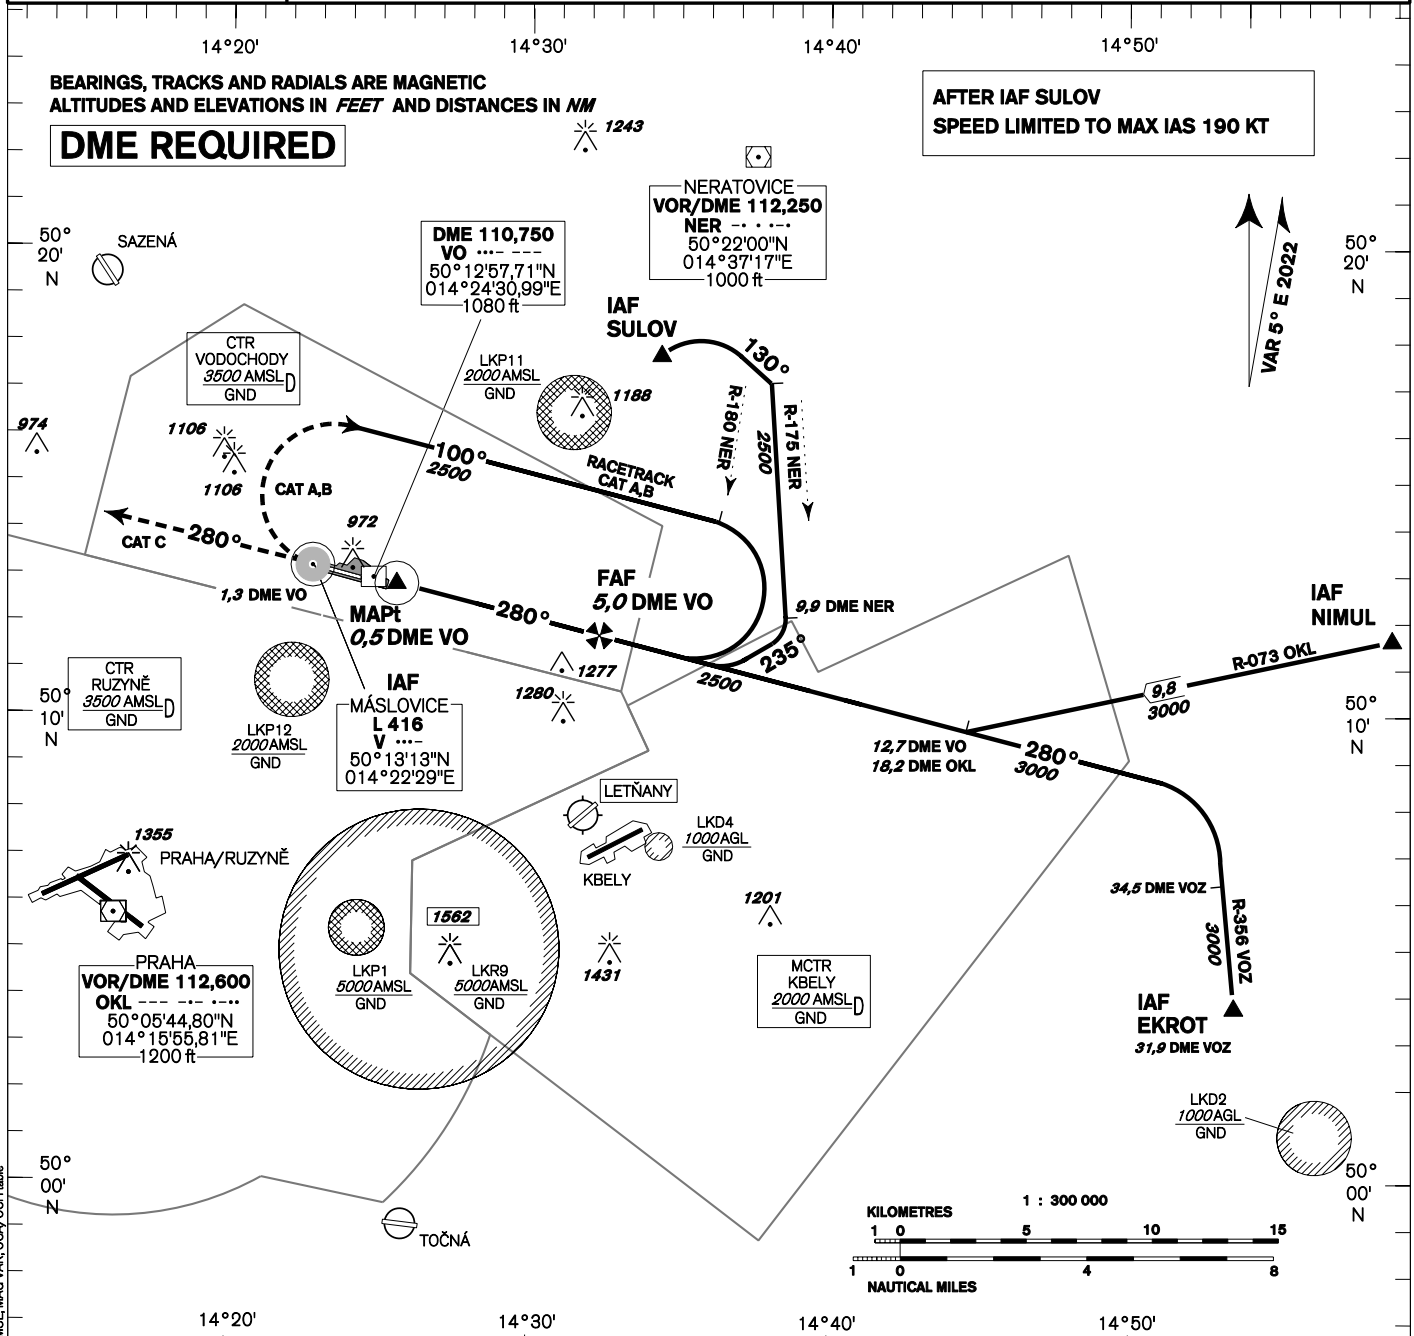 14°20'
14°30'
14°40'
14°50'
BEARINGS, TRACKS AND RADIALS ARE MAGNETIC
ALTITUDES AND ELEVATIONS IN FEET AND DISTANCES IN NM
DME REQUIRED
AFTER IAF SULOV
SPEED LIMITED TO MAX IAS 190 KT
1243
NERATOVICE
VOR/DME 112,250
NER -· · ·-·
50°22'00"N
014°37'17"E
1000 ft
DME 110,750
VO ···- ---
50°12'57,71"N
014°24'30,99"E
1080 ft
50°
20'
N
SAZENÁ
50°
20'
N
VAR 5° E 2022
IAF
SULOV
CTR
VODOCHODY
3500 AMSL D
GND
LKP11
2000 AMSL
GND
1188
130°
R-180 NER
2500
R-175 NER
974
1106
1106
100°
2500
RACETRACK
CAT A,B
CAT A,B
280°
CAT C
972
1,3 DME VO
MAPt
0,5 DME VO
280°
FAF
5,0 DME VO
9,9 DME NER
235°
2500
IAF
NIMUL
R-073 OKL
9,8
3000
1277
1280
CTR
RUZYNĚ
3500 AMSL D
GND
50°
10'
N
50°
10'
N
LKP12
2000 AMSL
GND
IAF
MÁSLOVICE
L 416
V ···-
50°13'13"N
014°22'29"E
12,7 DME VO
18,2 DME OKL
280°
3000
LETŇANY
LKD4
1000 AGL
GND
KBELY
1355
PRAHA/RUZYNĚ
1201
34,5 DME VOZ
R-356 VOZ
3000
1562
1431
LKP1
5000 AMSL
GND
LKR9
5000 AMSL
GND
MCTR
KBELY
2000 AMSL D
GND
PRAHA
VOR/DME 112,600
OKL --- -·- ·-··
50°05'44,80"N
014°15'55,81"E
1200 ft
IAF
EKROT
31,9 DME VOZ
LKD2
1000 AGL
GND
50°
00'
N
50°
00'
N
TOČNÁ
1 : 300 000
KILOMETRES
1 0 5 10 15
1 0 4 8
NAUTICAL MILES
14°20'
14°30'
14°40'
14°50'